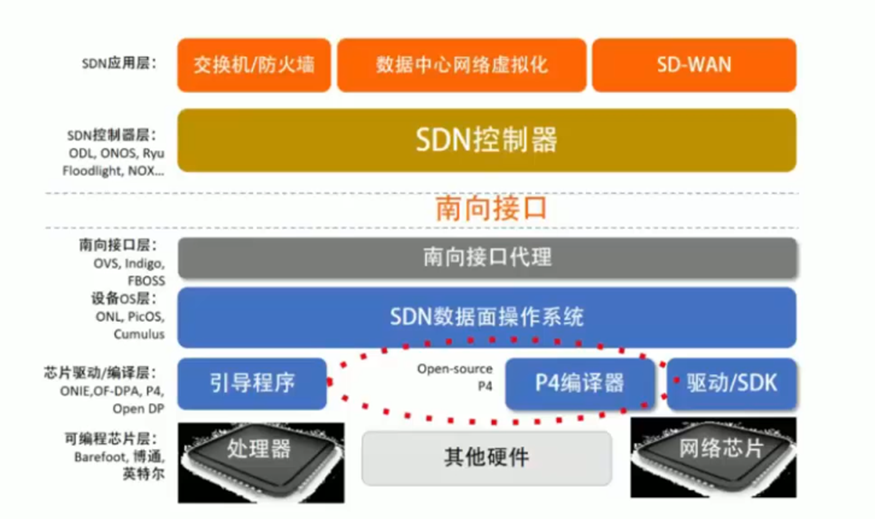 SDN应用层：
交换机/防火墙
数据中心网络虚拟化
SD-WAN
SDN控制器层：
ODL, ONOS, Ryu
Floodlight, NOX...
SDN控制器
南向接口
南向接口层：
OVS, Indigo,
FBOSS
南向接口代理
设备OS层：
ONL, PicOS,
Cumulus
SDN数据面操作系统
芯片驱动/编译层：
ONIE,OF-DPA, P4,
Open DP
引导程序
Open-source
P4
P4编译器
驱动/SDK
可编程芯片层：
Barefoot, 博通,
英特尔
处理器
其他硬件
网络芯片